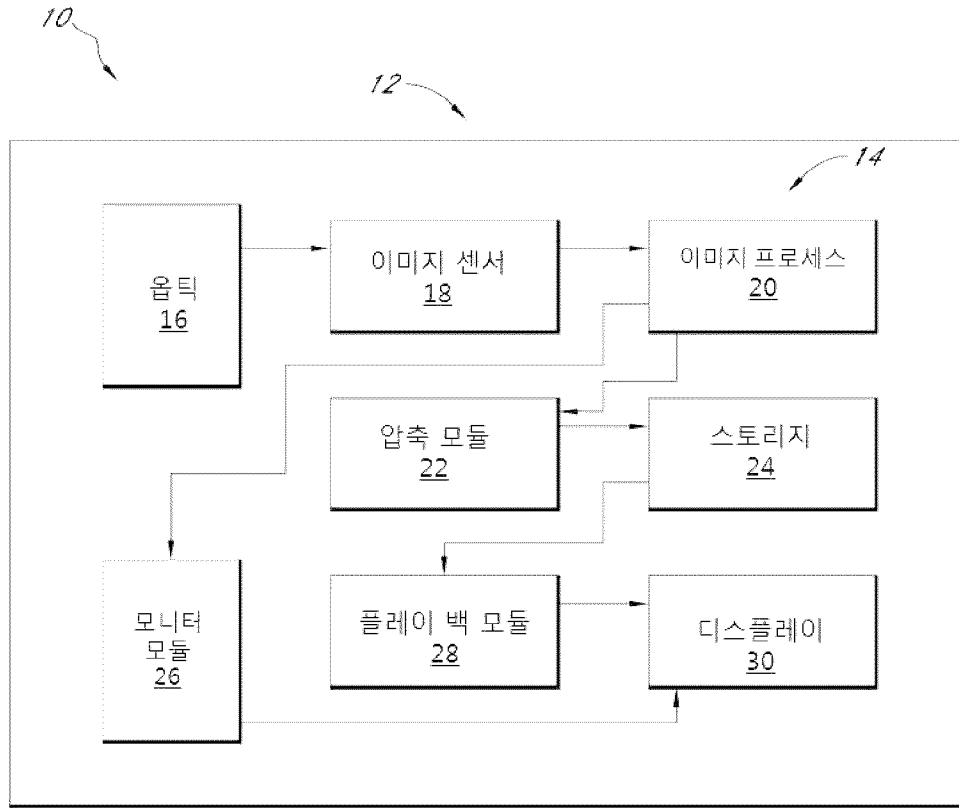 10
12
14
옵틱
16
이미지 센서
18
이미지 프로세스
20
압축 모듈
22
스토리지
24
모니터
모듈
26
플레이 백 모듈
28
디스플레이
30